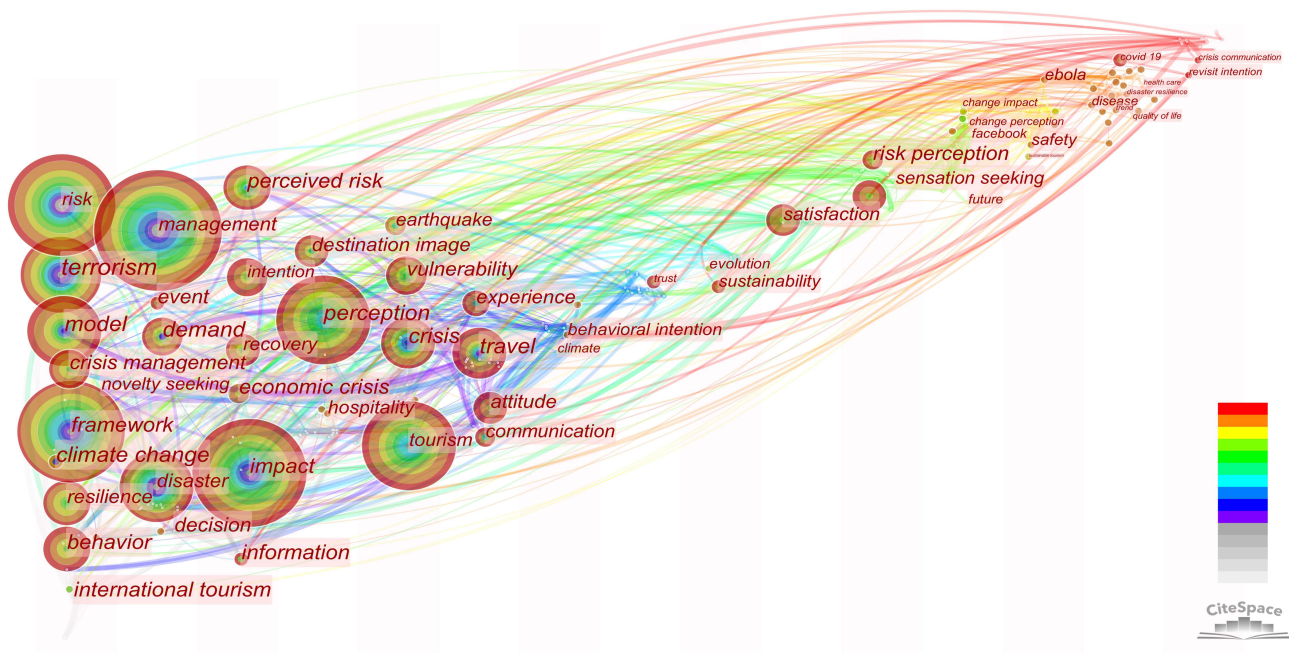 covid 19
crisis communication
ebola
revisit intention
health care
disaster resilience
change impact
disease
trend
quality of life
change perception
facebook
safety
risk perception
sustainable tourism
sensation seeking
perceived risk
risk
future
management
earthquake
satisfaction
destination image
terrorism
intention
vulnerability
evolution
trust
sustainability
event
experience
perception
model
demand
behavioral intention
recovery
crisis
travel
climate
crisis management
novelty seeking
economic crisis
hospitality
attitude
framework
communication
tourism
climate change
impact
disaster
resilience
decision
behavior
information
international tourism
CiteSpace